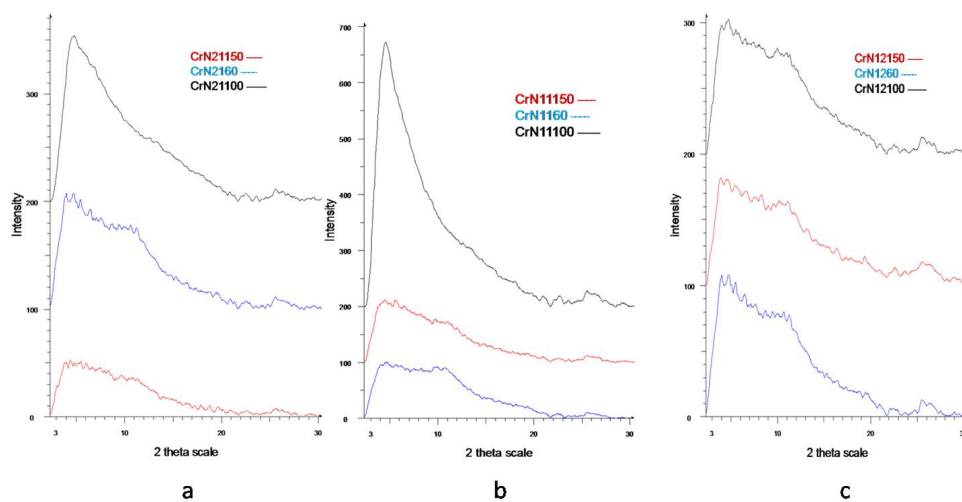 CrN21150
CrN2160
CrN21100
300
200
100
0
3
10
20
30
Intensity
2 theta scale
a
700
600
500
400
300
200
100
0
3
10
20
30
Intensity
CrN11150
CrN1160
CrN11100
2 theta scale
b
300
200
100
0
3
10
20
30
Intensity
CrN12150
CrN1260
CrN12100
2 theta scale
c